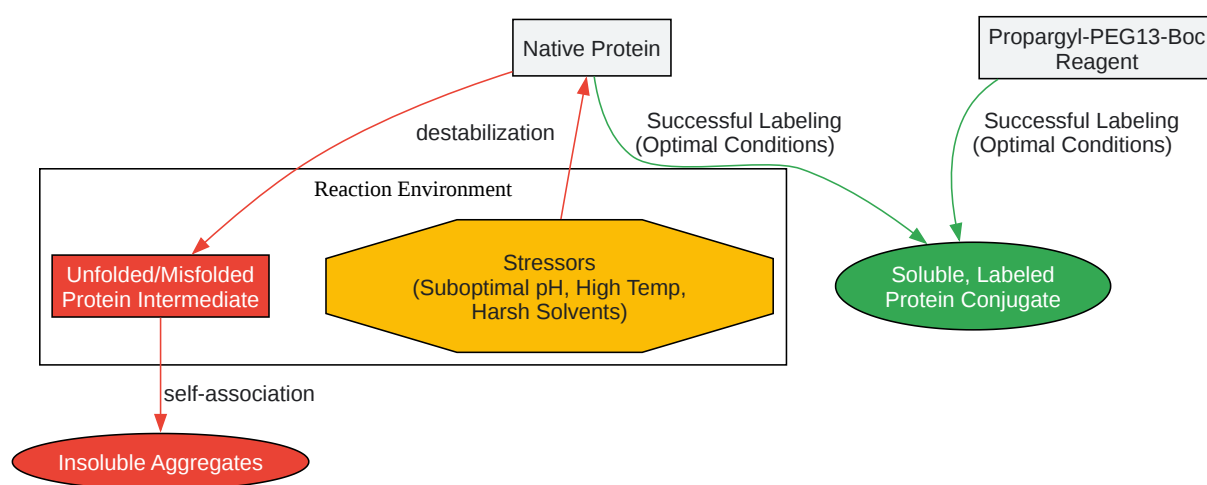 Native Protein
Propargyl-PEG13-Boc
Reagent
destabilization
Successful Labeling
(Optimal Conditions)
Successful Labeling
(Optimal Conditions)
Reaction Environment
Unfolded/Misfolded
Protein Intermediate
Stressors
(Suboptimal pH, High Temp,
Harsh Solvents)
Soluble, Labeled
Protein Conjugate
self-association
Insoluble Aggregates